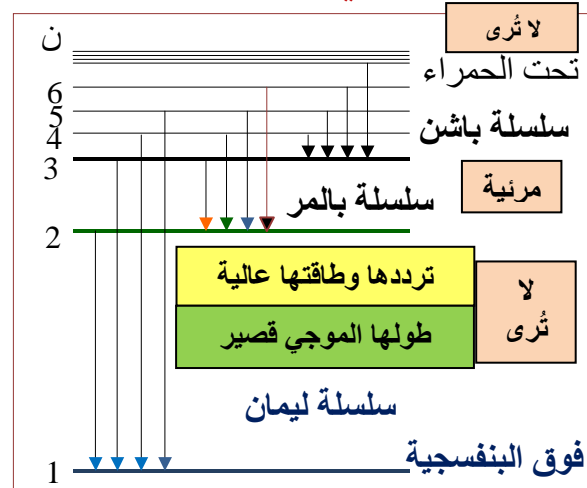 لا تُرى
ن
تحت الحمراء
6
5
4
سلسلة باشن
3
مرئية
سلسلة بالمر
2
ترددها وطاقتها عالية
لا
تُرى
طولها الموجي قصير
سلسلة ليمان
فوق البنفسجية
1